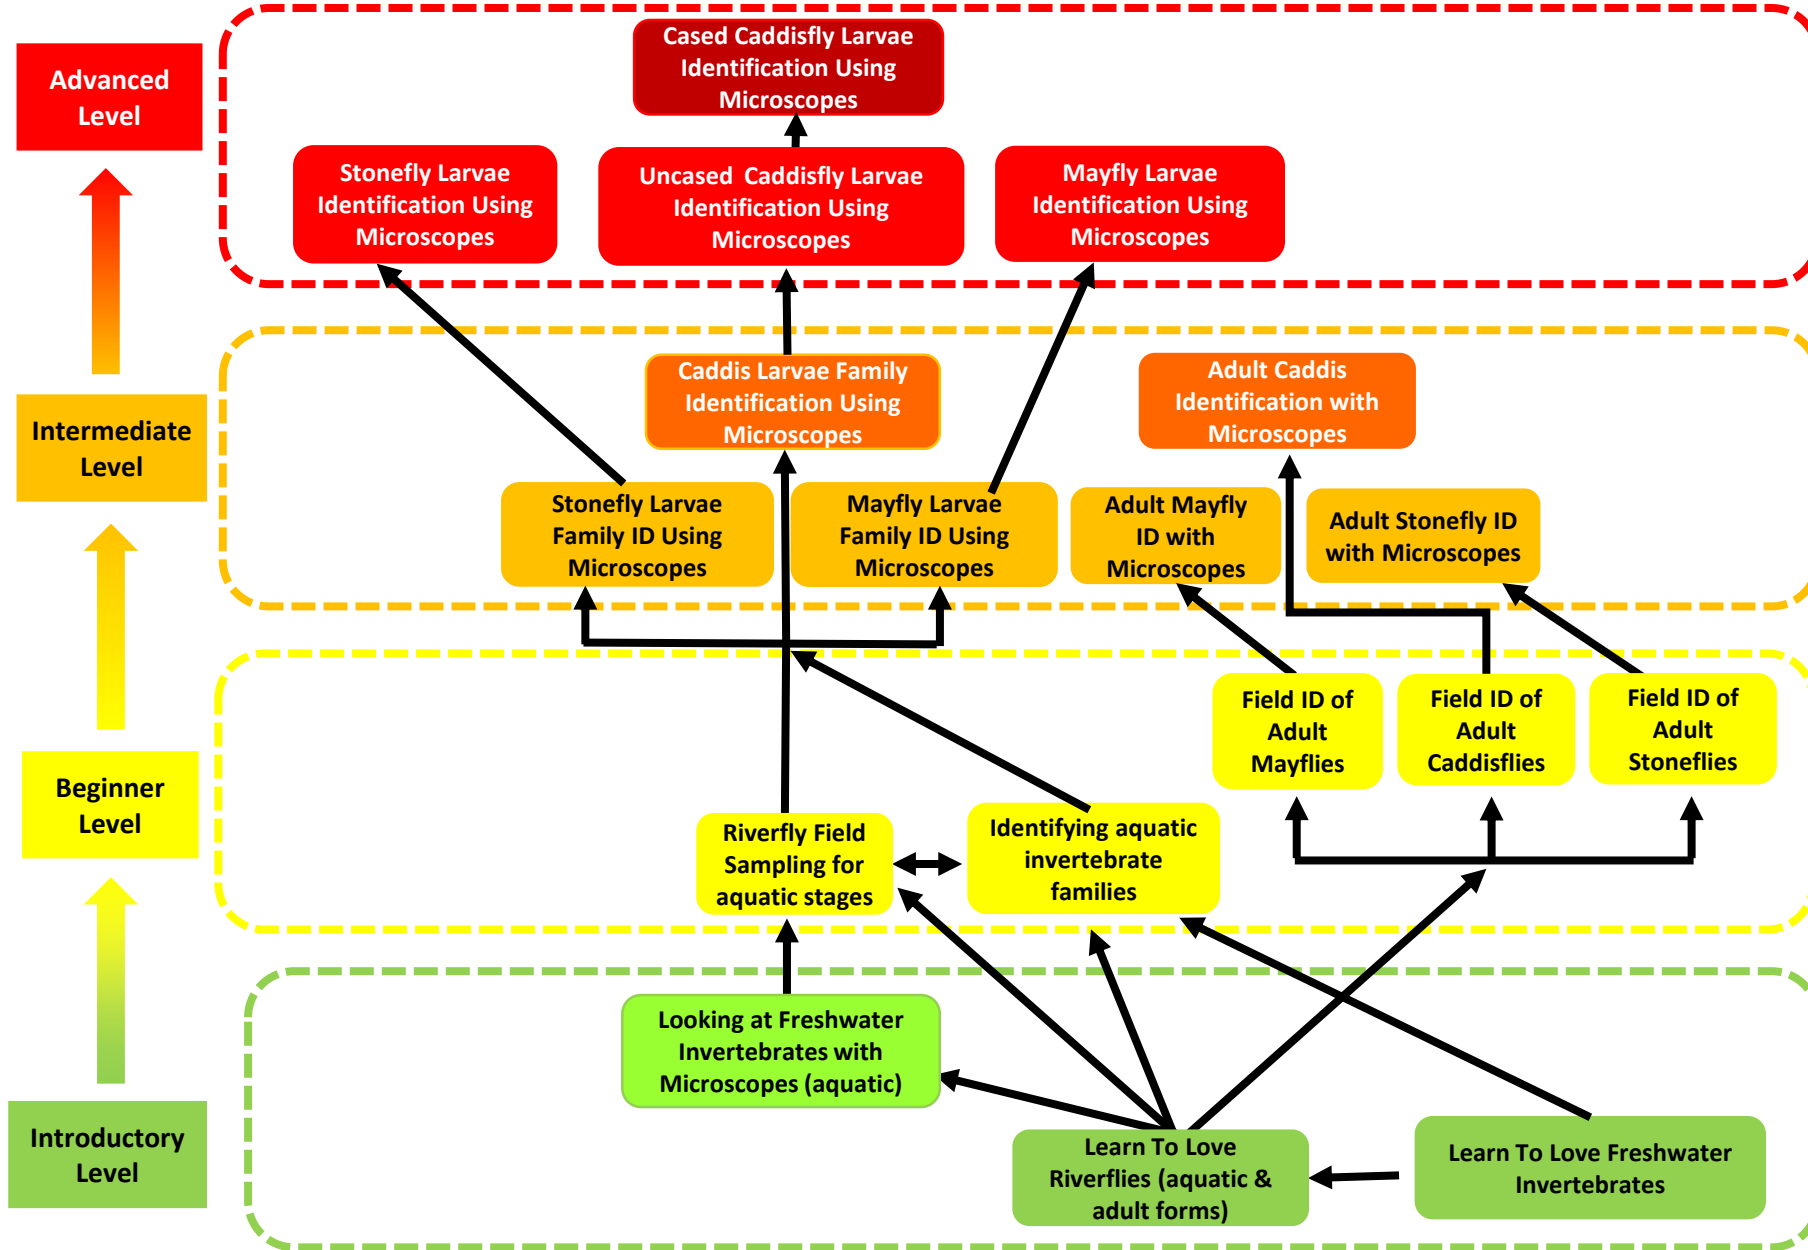 Advanced
Level
Cased Caddisfly Larvae
Identification Using
Microscopes
Stonefly Larvae
Identification Using
Microscopes
Uncased  Caddisfly Larvae
Identification Using
Microscopes
Mayfly Larvae
Identification Using
Microscopes
Intermediate
Level
Caddis Larvae Family
Identification Using
Microscopes
Adult Caddis
Identification with
Microscopes
Stonefly Larvae
Family ID Using
Microscopes
Mayfly Larvae
Family ID Using
Microscopes
Adult Mayfly
ID with
Microscopes
Adult Stonefly ID
with Microscopes
Beginner
Level
Field ID of
Adult
Mayflies
Field ID of
Adult
Caddisflies
Field ID of
Adult
Stoneflies
Riverfly Field
Sampling for
aquatic stages
Identifying aquatic
invertebrate
families
Introductory
Level
Looking at Freshwater
Invertebrates with
Microscopes (aquatic)
Learn To Love
Riverflies (aquatic &
adult forms)
Learn To Love Freshwater
Invertebrates